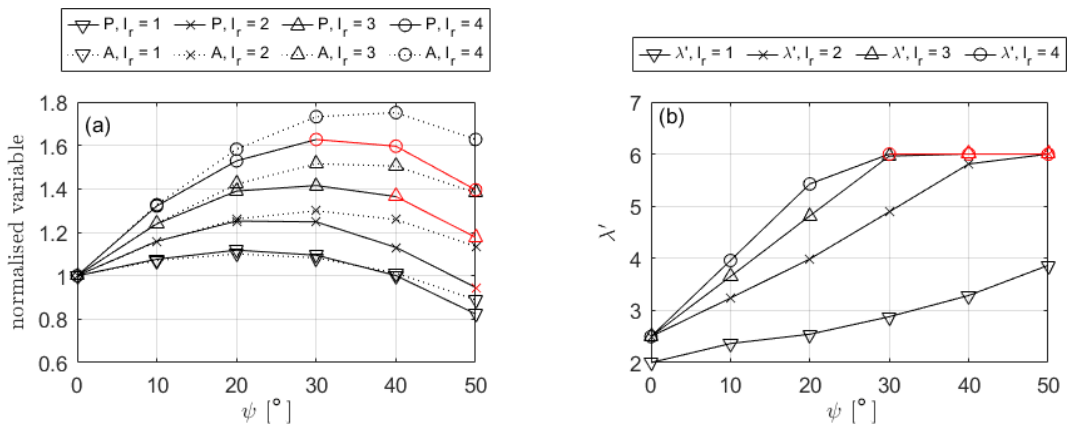 P, I_r = 1 P, I_r = 2 P, I_r = 3 P, I_r = 4
A, I_r = 1 A, I_r = 2 A, I_r = 3 A, I_r = 4
(a)
normalised variable
1.8
1.6
1.4
1.2
1
0.8
0.6
0 10 20 30 40 50
ψ [°]
λ', I_r = 1 λ', I_r = 2 λ', I_r = 3 λ', I_r = 4
(b)
λ′
7
6
5
4
3
2
0 10 20 30 40 50
ψ [°]